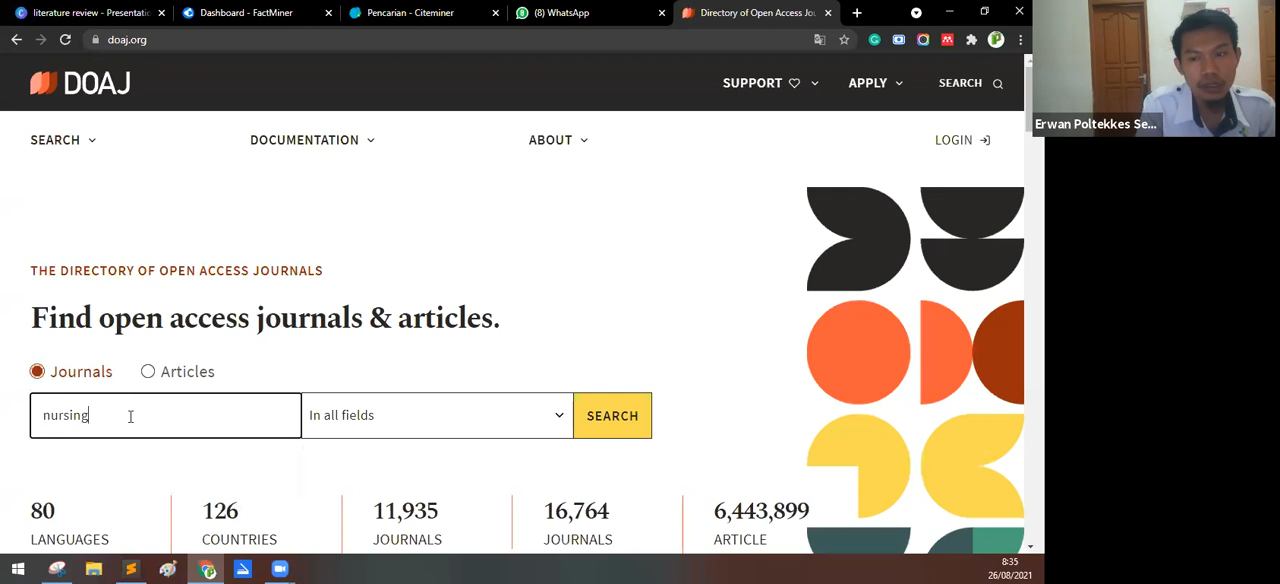 literature review - Presentatio
Dashboard - FactMiner
Pencarian - Citeminer
(8) WhatsApp
Directory of Open Access Jou
doaj.org
DOAJ
SUPPORT
APPLY
SEARCH
SEARCH
DOCUMENTATION
ABOUT
LOGIN
THE DIRECTORY OF OPEN ACCESS JOURNALS
Find open access journals & articles.
Journals
Articles
nursing
In all fields
SEARCH
80
LANGUAGES
126
COUNTRIES
11,935
JOURNALS
16,764
JOURNALS
6,443,899
ARTICLE
8:35
26/08/2021
Erwan Poltekkes Se...